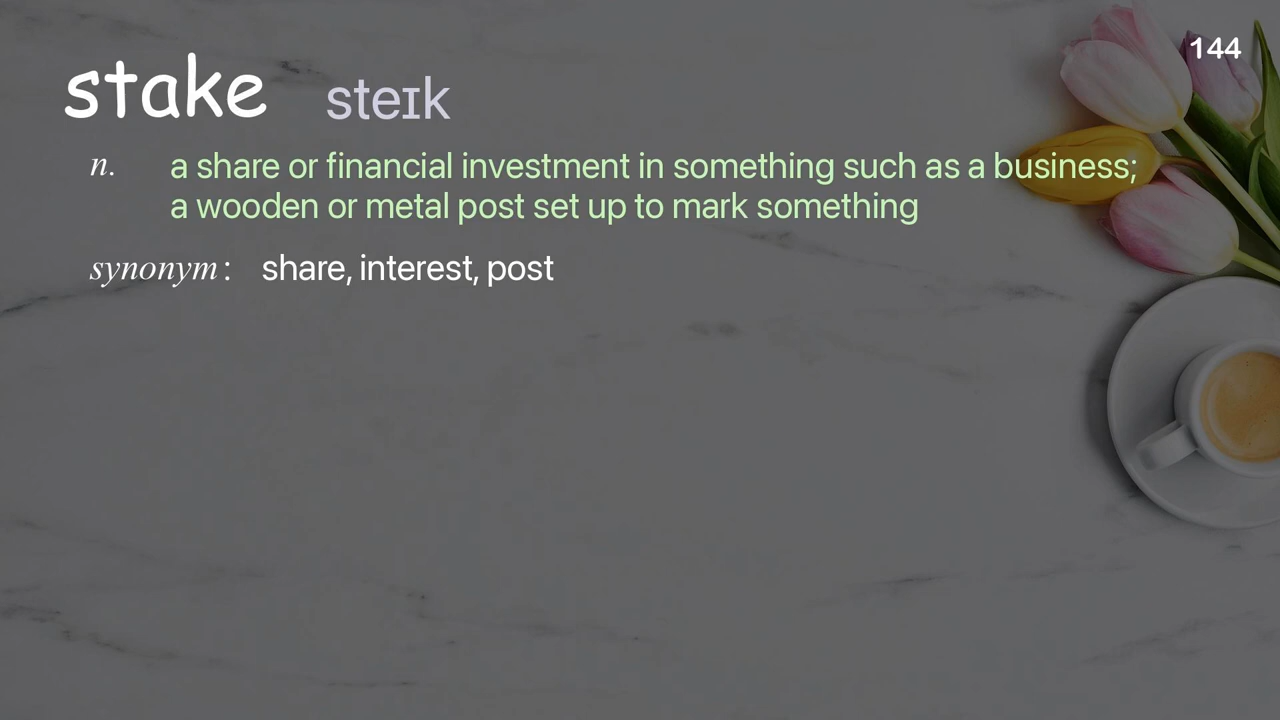 144
stake steɪk
n. a share or financial investment in something such as a business;
a wooden or metal post set up to mark something
synonym: share, interest, post